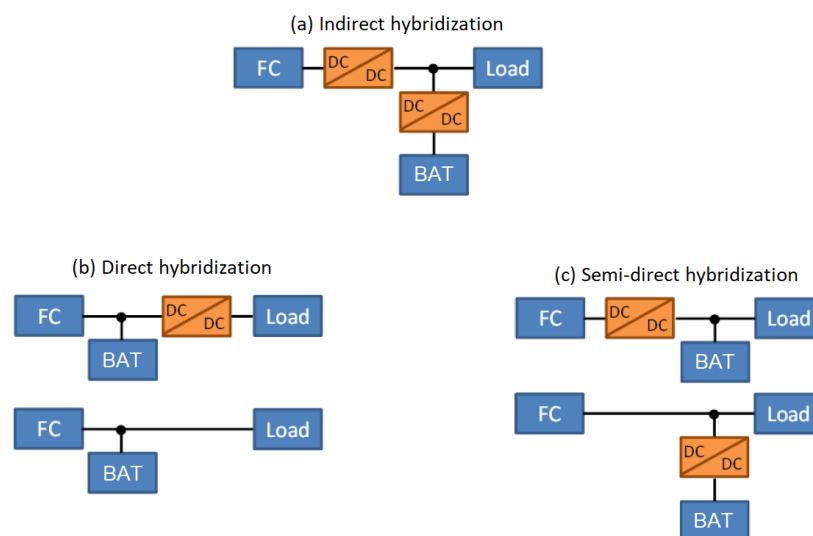 (a) Indirect hybridization
FC DC DC Load
DC DC
BAT
(b) Direct hybridization
FC DC DC Load
BAT
FC Load
BAT
(c) Semi-direct hybridization
FC DC DC Load
BAT
FC Load
DC DC
BAT